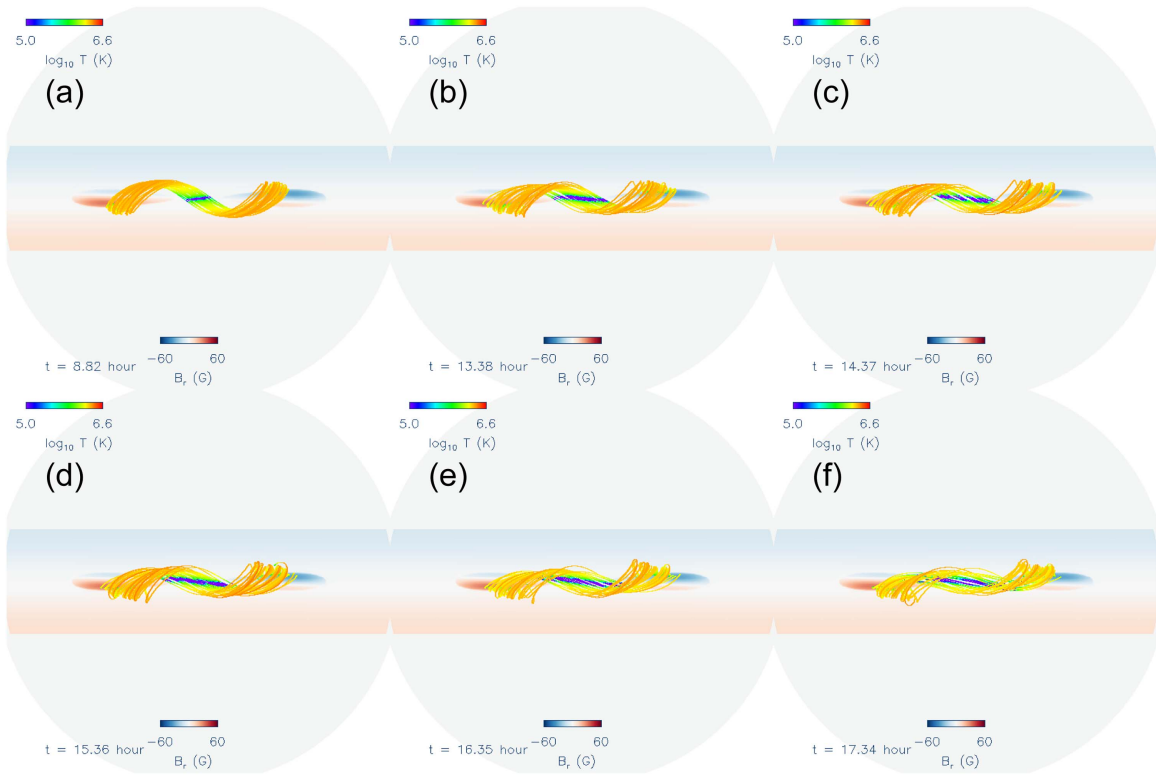 5.0 6.6
log₁₀ T (K)
(a)
-60 60
t = 8.82 hour
Bᵣ (G)
5.0 6.6
log₁₀ T (K)
(b)
-60 60
t = 13.38 hour
Bᵣ (G)
5.0 6.6
log₁₀ T (K)
(c)
-60 60
t = 14.37 hour
Bᵣ (G)
5.0 6.6
log₁₀ T (K)
(d)
-60 60
t = 15.36 hour
Bᵣ (G)
5.0 6.6
log₁₀ T (K)
(e)
-60 60
t = 16.35 hour
Bᵣ (G)
5.0 6.6
log₁₀ T (K)
(f)
-60 60
t = 17.34 hour
Bᵣ (G)